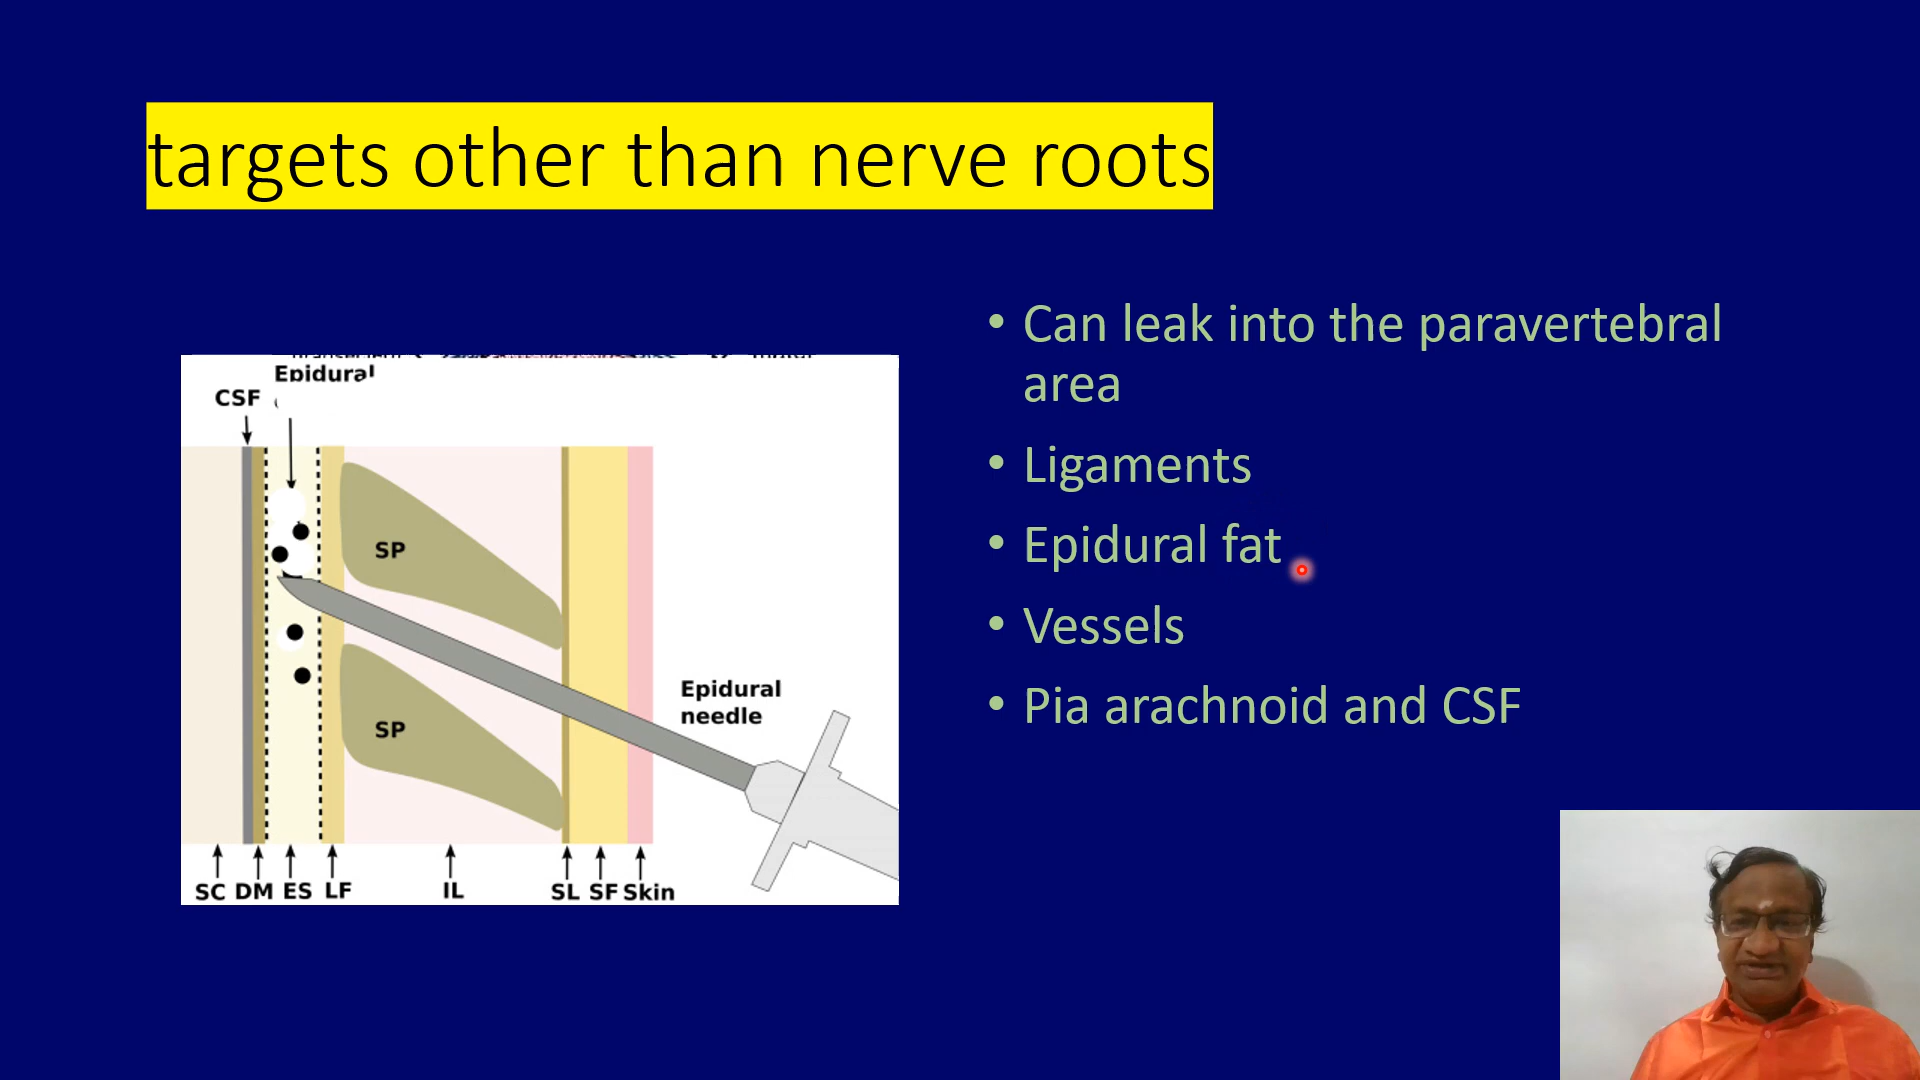 targets other than nerve roots
Epidural
CSF
SP
SP
Epidural
needle
SC DM ES LF IL SL SF Skin
• Can leak into the paravertebral
area
• Ligaments
• Epidural fat
• Vessels
• Pia arachnoid and CSF